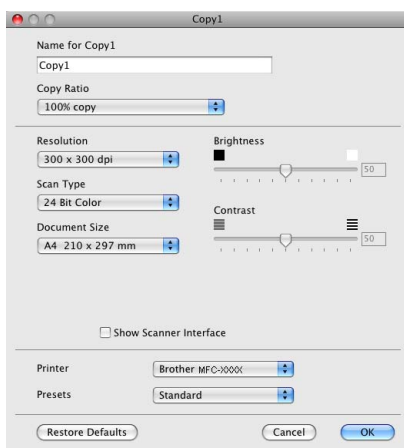 Copy1
Name for Copy1
Copy1
Copy Ratio
100% copy
Resolution
300 x 300 dpi
Scan Type
24 Bit Color
Document Size
A4 210 x 297 mm
Brightness
50
Contrast
50
Show Scanner Interface
Printer
Brother MFC-XXXX
Presets
Standard
Restore Defaults
Cancel
OK